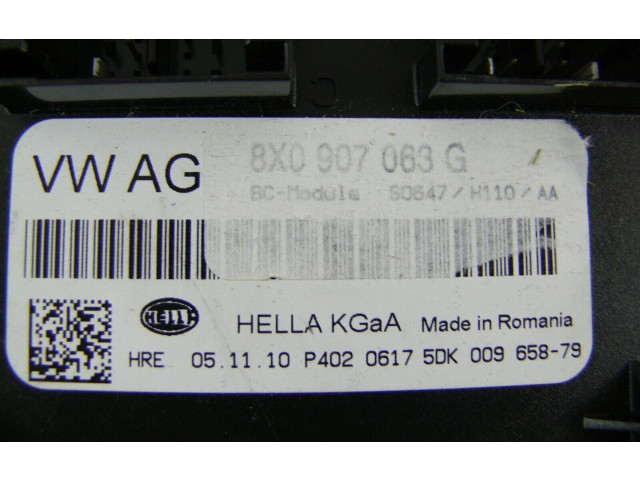 VW AG
8X0 907 063 G
BC-Module S0647/H110/AA
HELLA
HELLA KGaA Made in Romania
HRE 05.11.10 P402 0617 5DK 009 658-79